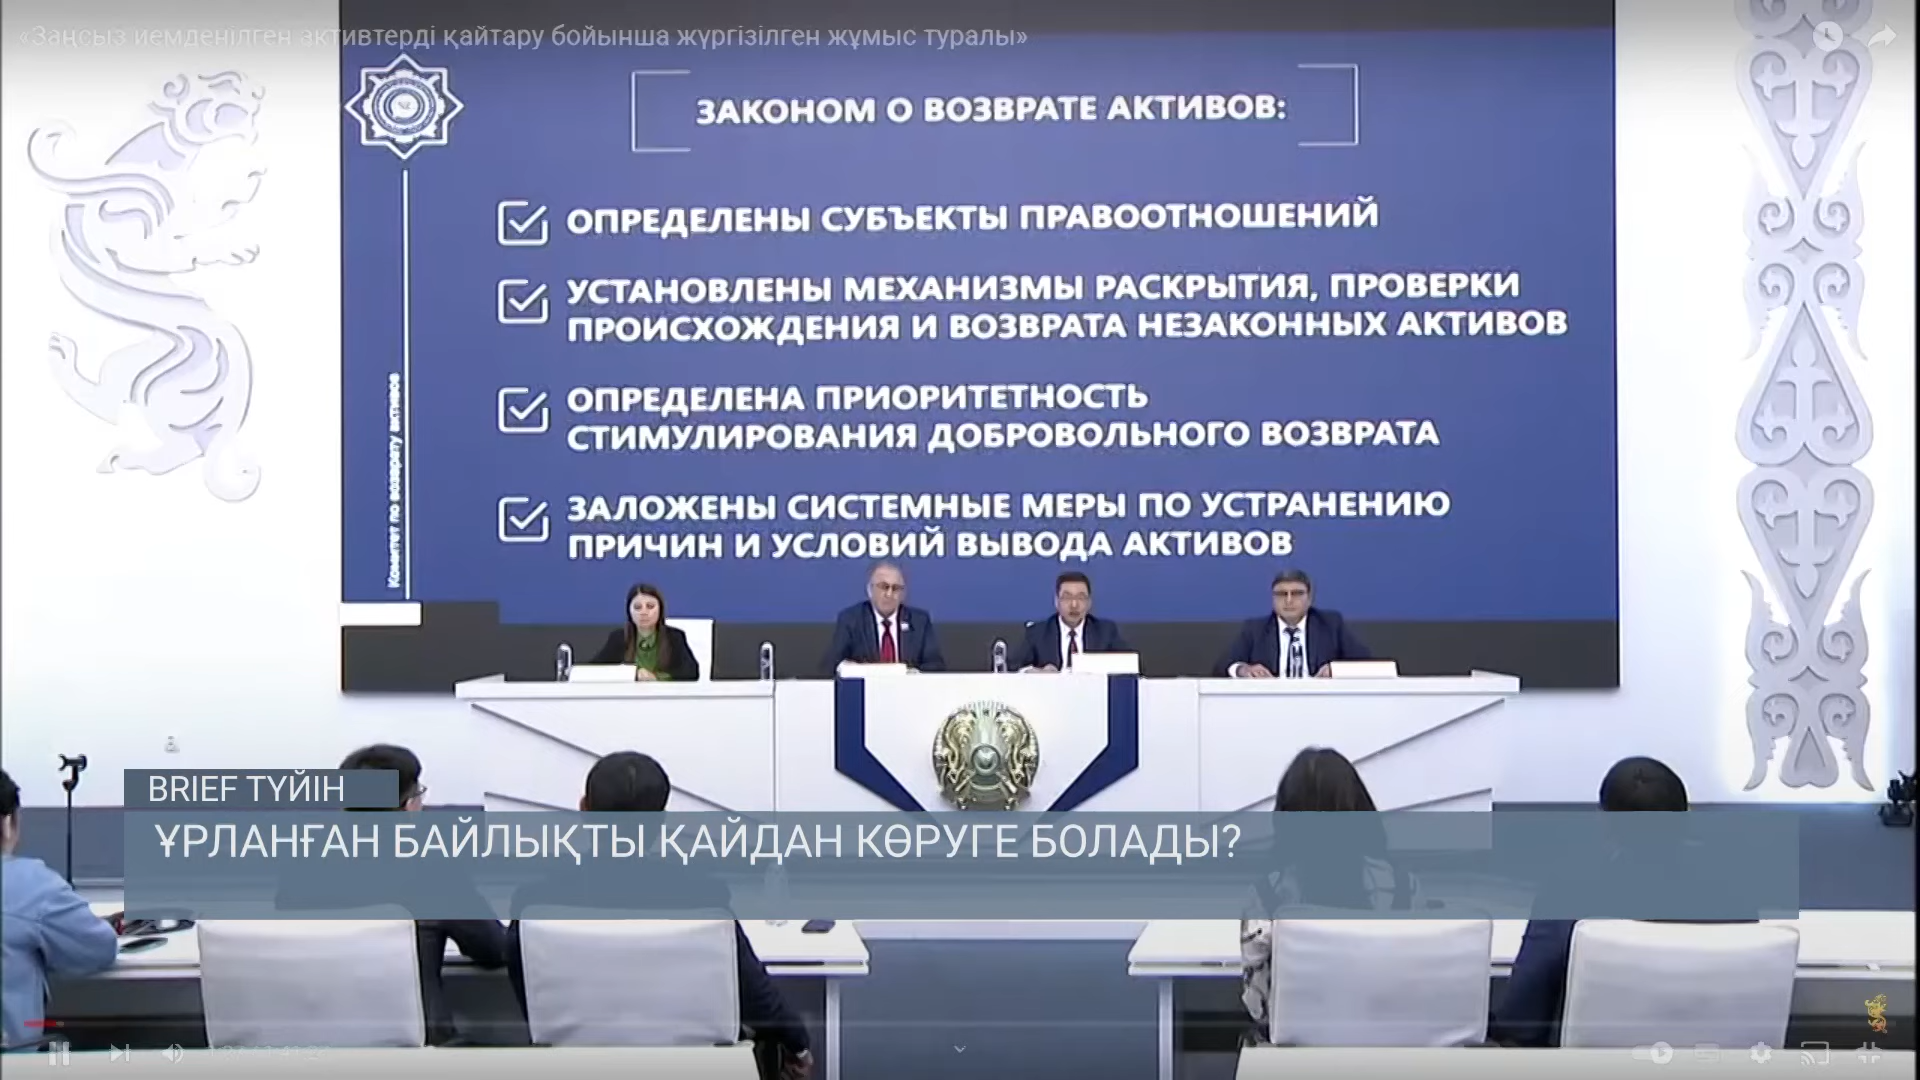 «Заңсыз иемденілген активтерді қайтару бойынша жүргізілген жұмыс туралы»
ЗАКОНОМ О ВОЗВРАТЕ АКТИВОВ:
ОПРЕДЕЛЕНЫ СУБЪЕКТЫ ПРАВООТНОШЕНИЙ
УСТАНОВЛЕНЫ МЕХАНИЗМЫ РАСКРЫТИЯ, ПРОВЕРКИ
ПРОИСХОЖДЕНИЯ И ВОЗВРАТА НЕЗАКОННЫХ АКТИВОВ
ОПРЕДЕЛЕНА ПРИОРИТЕТНОСТЬ
СТИМУЛИРОВАНИЯ ДОБРОВОЛЬНОГО ВОЗВРАТА
ЗАЛОЖЕНЫ СИСТЕМНЫЕ МЕРЫ ПО УСТРАНЕНИЮ
ПРИЧИН И УСЛОВИЙ ВЫВОДА АКТИВОВ
Комитет по возврату активов
BRIEF ТҮЙІН
ҰРЛАНҒАН БАЙЛЫҚТЫ ҚАЙДАН КӨРУГЕ БОЛАДЫ?